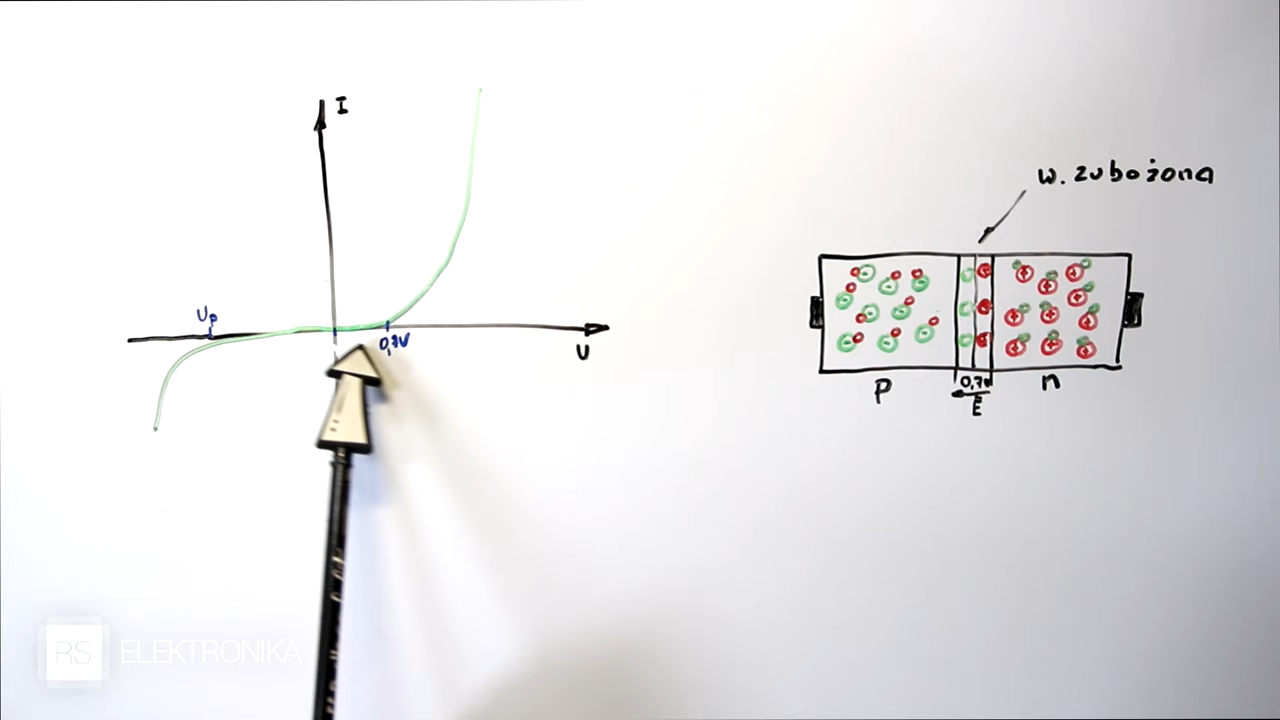 I
w. zubożona
Up
0,7V
U
P
n
0,7V
E
RS ELEKTRONIKA